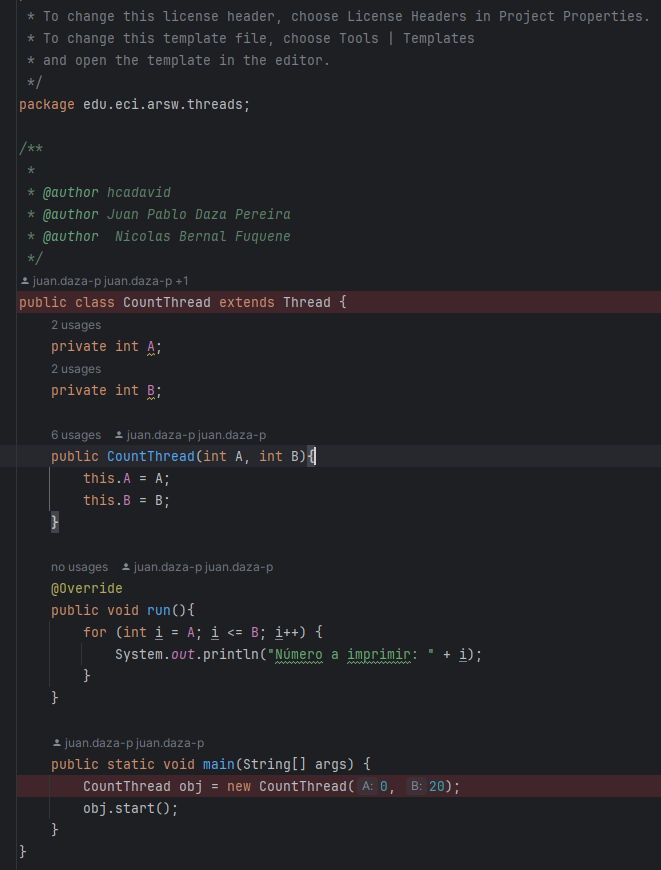 * To change this license header, choose License Headers in Project Properties.
* To change this template file, choose Tools | Templates
* and open the template in the editor.
*/
package edu.eci.arsw.threads;
/**
*
* @author hcadavid
* @author Juan Pablo Daza Pereira
* @author  Nicolas Bernal Fuquene
*/
juan.daza-p juan.daza-p +1
public class CountThread extends Thread {
2 usages
private int A;
2 usages
private int B;
6 usages juan.daza-p juan.daza-p
public CountThread(int A, int B){
this.A = A;
this.B = B;
}
no usages juan.daza-p juan.daza-p
@Override
public void run(){
for (int i = A; i <= B; i++) {
System.out.println("Número a imprimir: " + i);
}
}
juan.daza-p juan.daza-p
public static void main(String[] args) {
CountThread obj = new CountThread( A: 0, B: 20);
obj.start();
}
}